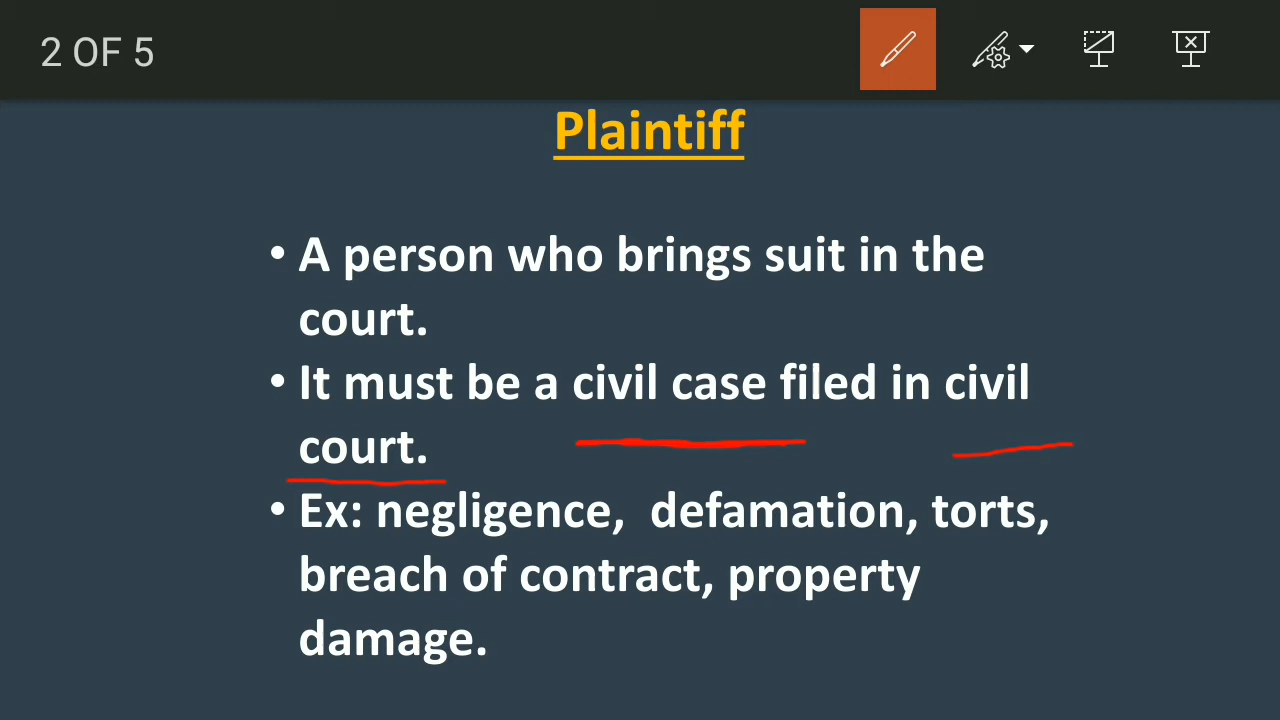 2 OF 5
Plaintiff
• A person who brings suit in the
court.
• It must be a civil case filed in civil
court.
• Ex: negligence,  defamation, torts,
breach of contract, property
damage.